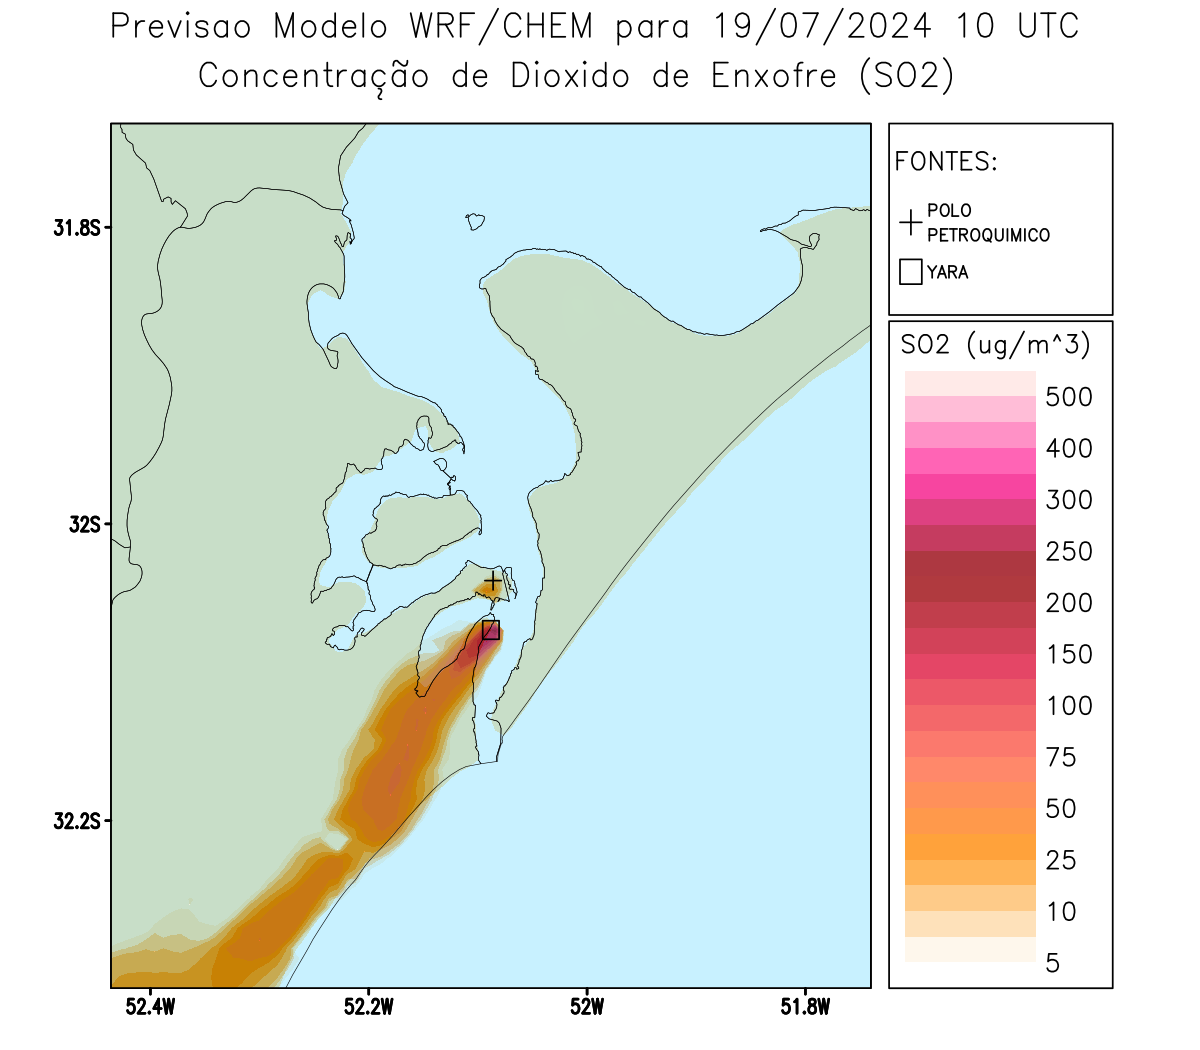 Previsao Modelo WRF/CHEM para 19/07/2024 10 UTC
Concentração de Dioxido de Enxofre (SO2)
FONTES:
POLO
PETROQUIMICO
YARA
SO2 (ug/m^3)
500
400
300
250
200
150
100
75
50
25
10
5
31.8S
32S
32.2S
52.4W
52.2W
52W
51.8W